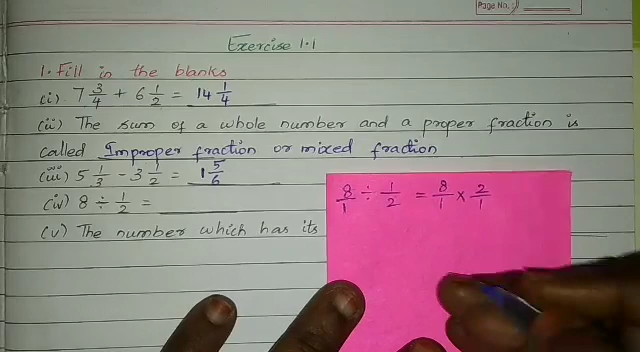 Page No.
Exercise 1.1
1. Fill in the blanks
(i) 7 3/4 + 6 1/2 = 14 1/4
(ii) The sum of a whole number and a proper fraction is
called Improper fraction or mixed fraction
(iii) 5 1/3 - 3 1/2 = 1 5/6
(iv) 8 ÷ 1/2 =
(v) The number which has its
8/1 ÷ 1/2 = 8/1 × 2/1